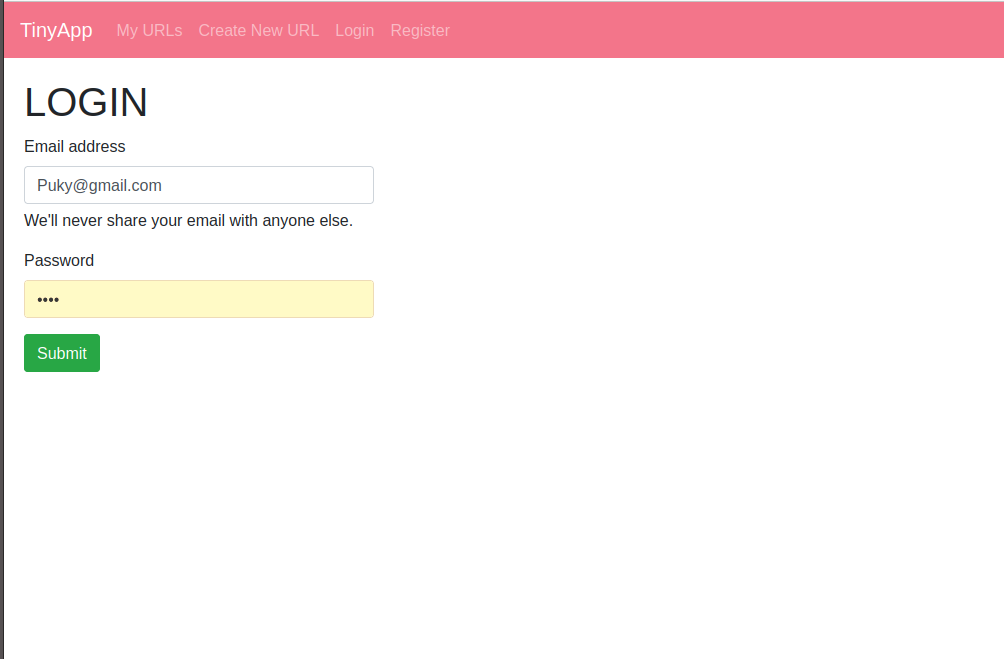 TinyApp My URLs Create New URL Login Register
LOGIN
Email address
Puky@gmail.com
We'll never share your email with anyone else.
Password
••••
Submit